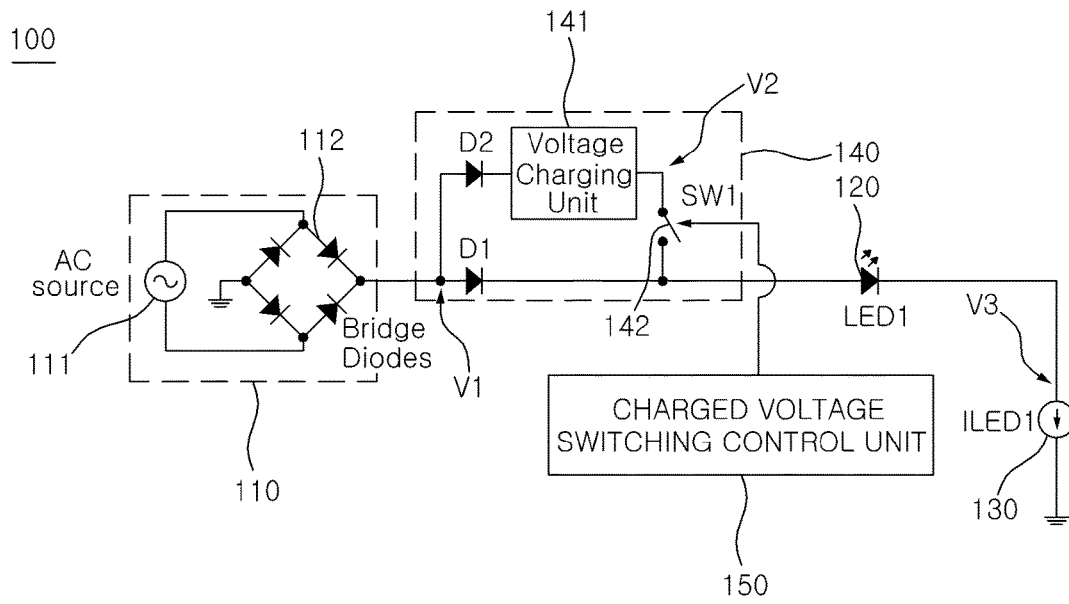 100
141
V2
112
D2
Voltage
Charging
Unit
140
SW1
120
AC
source
D1
142
LED1
V3
111
Bridge
Diodes
V1
CHARGED VOLTAGE
SWITCHING CONTROL UNIT
ILED1
110
130
150